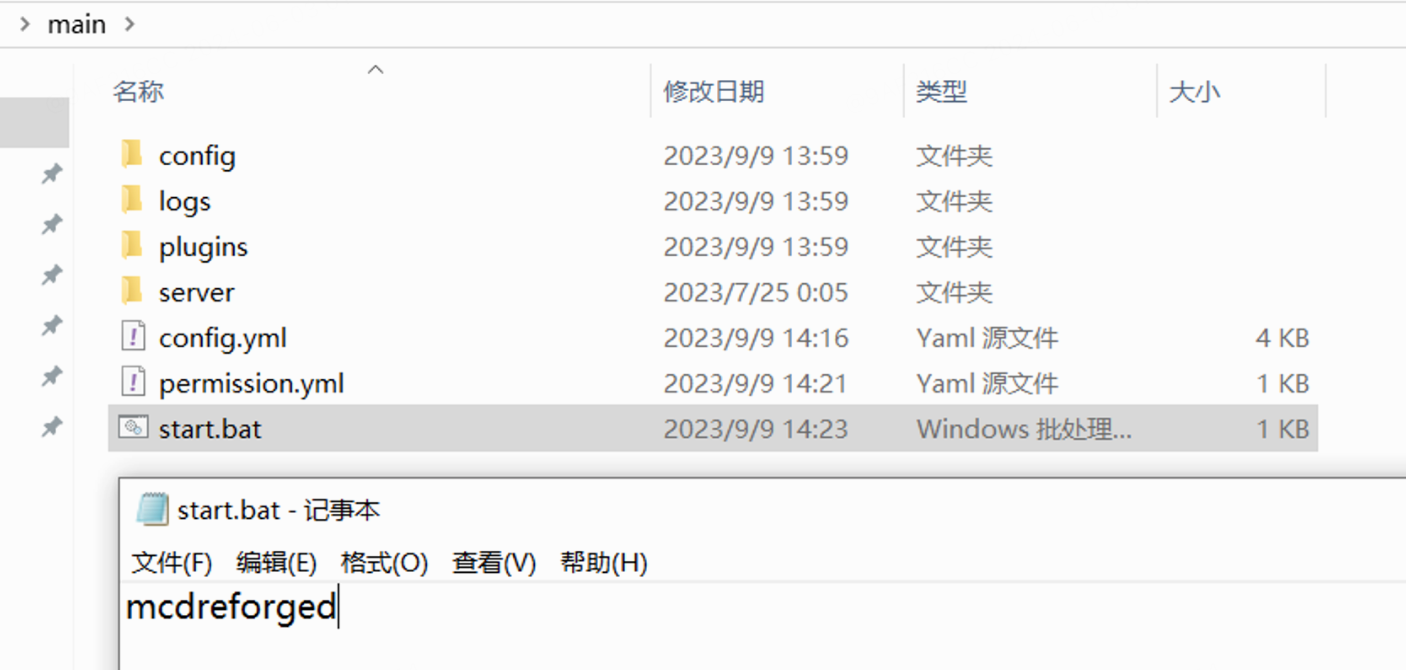 main
名称 修改日期 类型 大小
config 2023/9/9 13:59 文件夹
logs 2023/9/9 13:59 文件夹
plugins 2023/9/9 13:59 文件夹
server 2023/7/25 0:05 文件夹
config.yml 2023/9/9 14:16 Yaml 源文件 4 KB
permission.yml 2023/9/9 14:21 Yaml 源文件 1 KB
start.bat 2023/9/9 14:23 Windows 批处理... 1 KB
start.bat - 记事本
文件(F) 编辑(E) 格式(O) 查看(V) 帮助(H)
mcdreforged